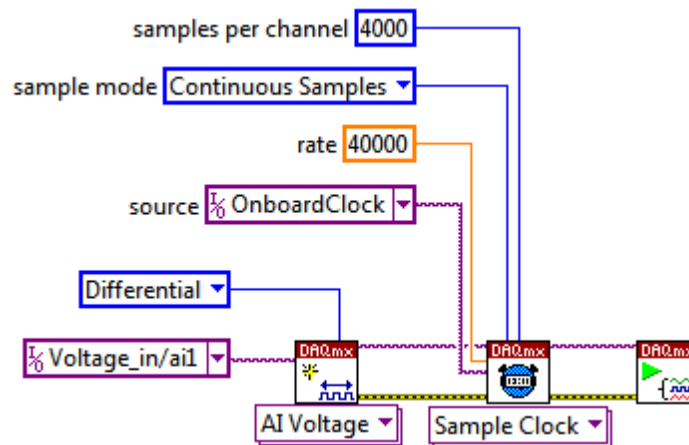 samples per channel 4000
sample mode Continuous Samples
rate 40000
source I/O OnboardClock
Differential
I/O Voltage_in/ai1
DAQmx
DAQmx
DAQmx
AI Voltage
Sample Clock